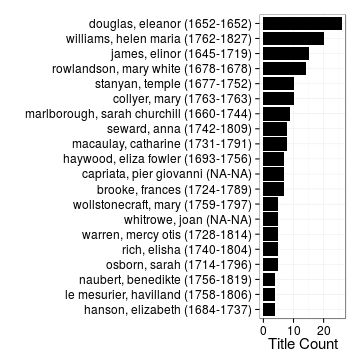 douglas, eleanor (1652-1652)
williams, helen maria (1762-1827)
james, elinor (1645-1719)
rowlandson, mary white (1678-1678)
stanyan, temple (1677-1752)
collyer, mary (1763-1763)
marlborough, sarah churchill (1660-1744)
seward, anna (1742-1809)
macaulay, catharine (1731-1791)
haywood, eliza fowler (1693-1756)
capriata, pier giovanni (NA-NA)
brooke, frances (1724-1789)
wollstonecraft, mary (1759-1797)
whitrowe, joan (NA-NA)
warren, mercy otis (1728-1814)
rich, elisha (1740-1804)
osborn, sarah (1714-1796)
naubert, benedikte (1756-1819)
le mesurier, havilland (1758-1806)
hanson, elizabeth (1684-1737)
0 10 20
Title Count